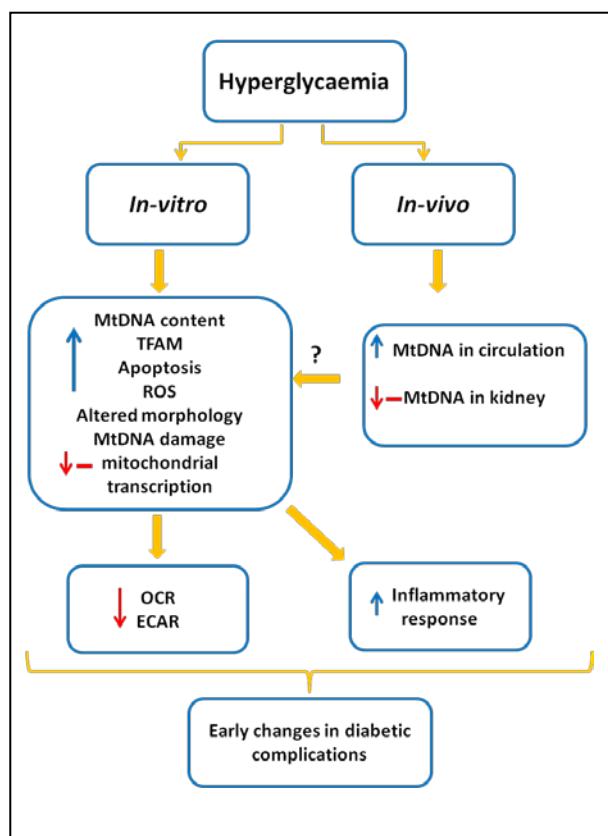 Hyperglycaemia
In-vitro
In-vivo
MtDNA content
TFAM
Apoptosis
ROS
Altered morphology
MtDNA damage
mitochondrial
transcription
?
MtDNA in circulation
MtDNA in kidney
OCR
ECAR
Inflammatory
response
Early changes in diabetic
complications